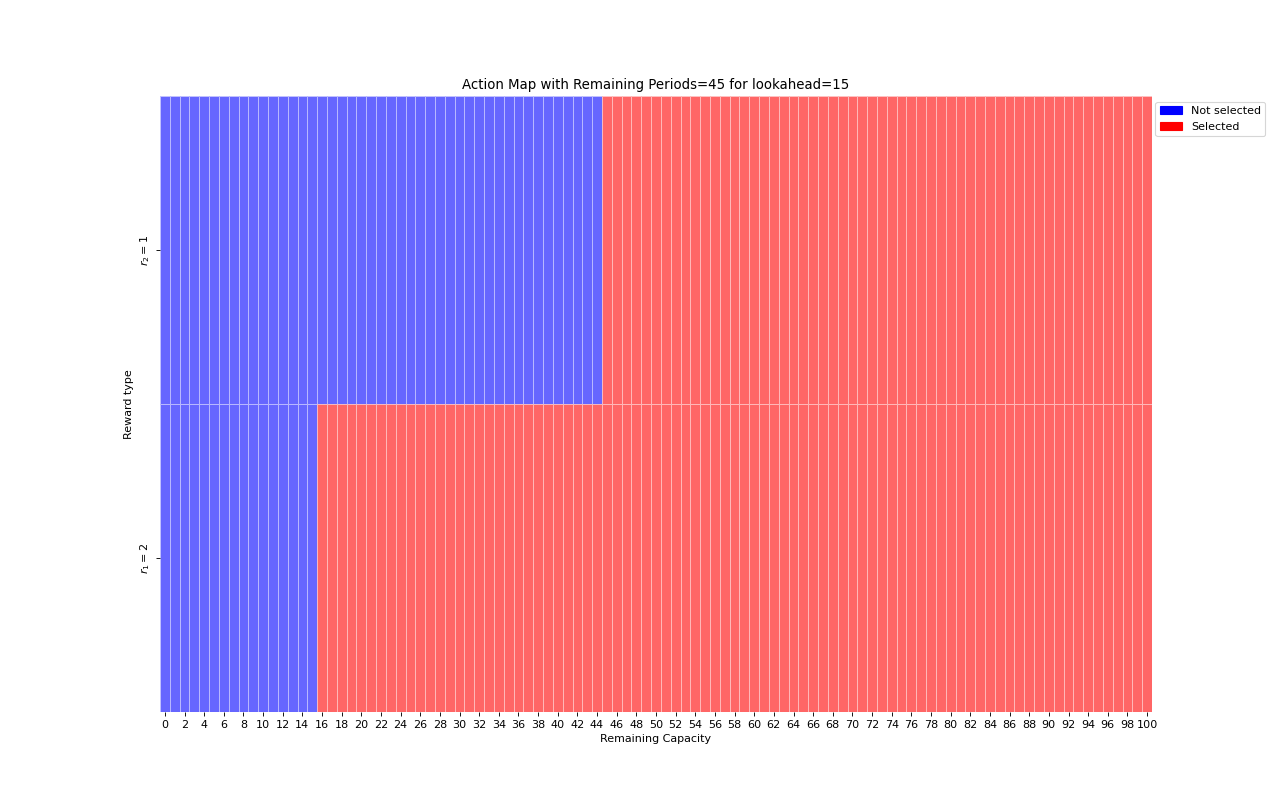 Action Map with Remaining Periods=45 for lookahead=15
Not selected
Selected
r₂ = 1
Reward type
r₁ = 2
0 2 4 6 8 10 12 14 16 18 20 22 24 26 28 30 32 34 36 38 40 42 44 46 48 50 52 54 56 58 60 62 64 66 68 70 72 74 76 78 80 82 84 86 88 90 92 94 96 98 100
Remaining Capacity